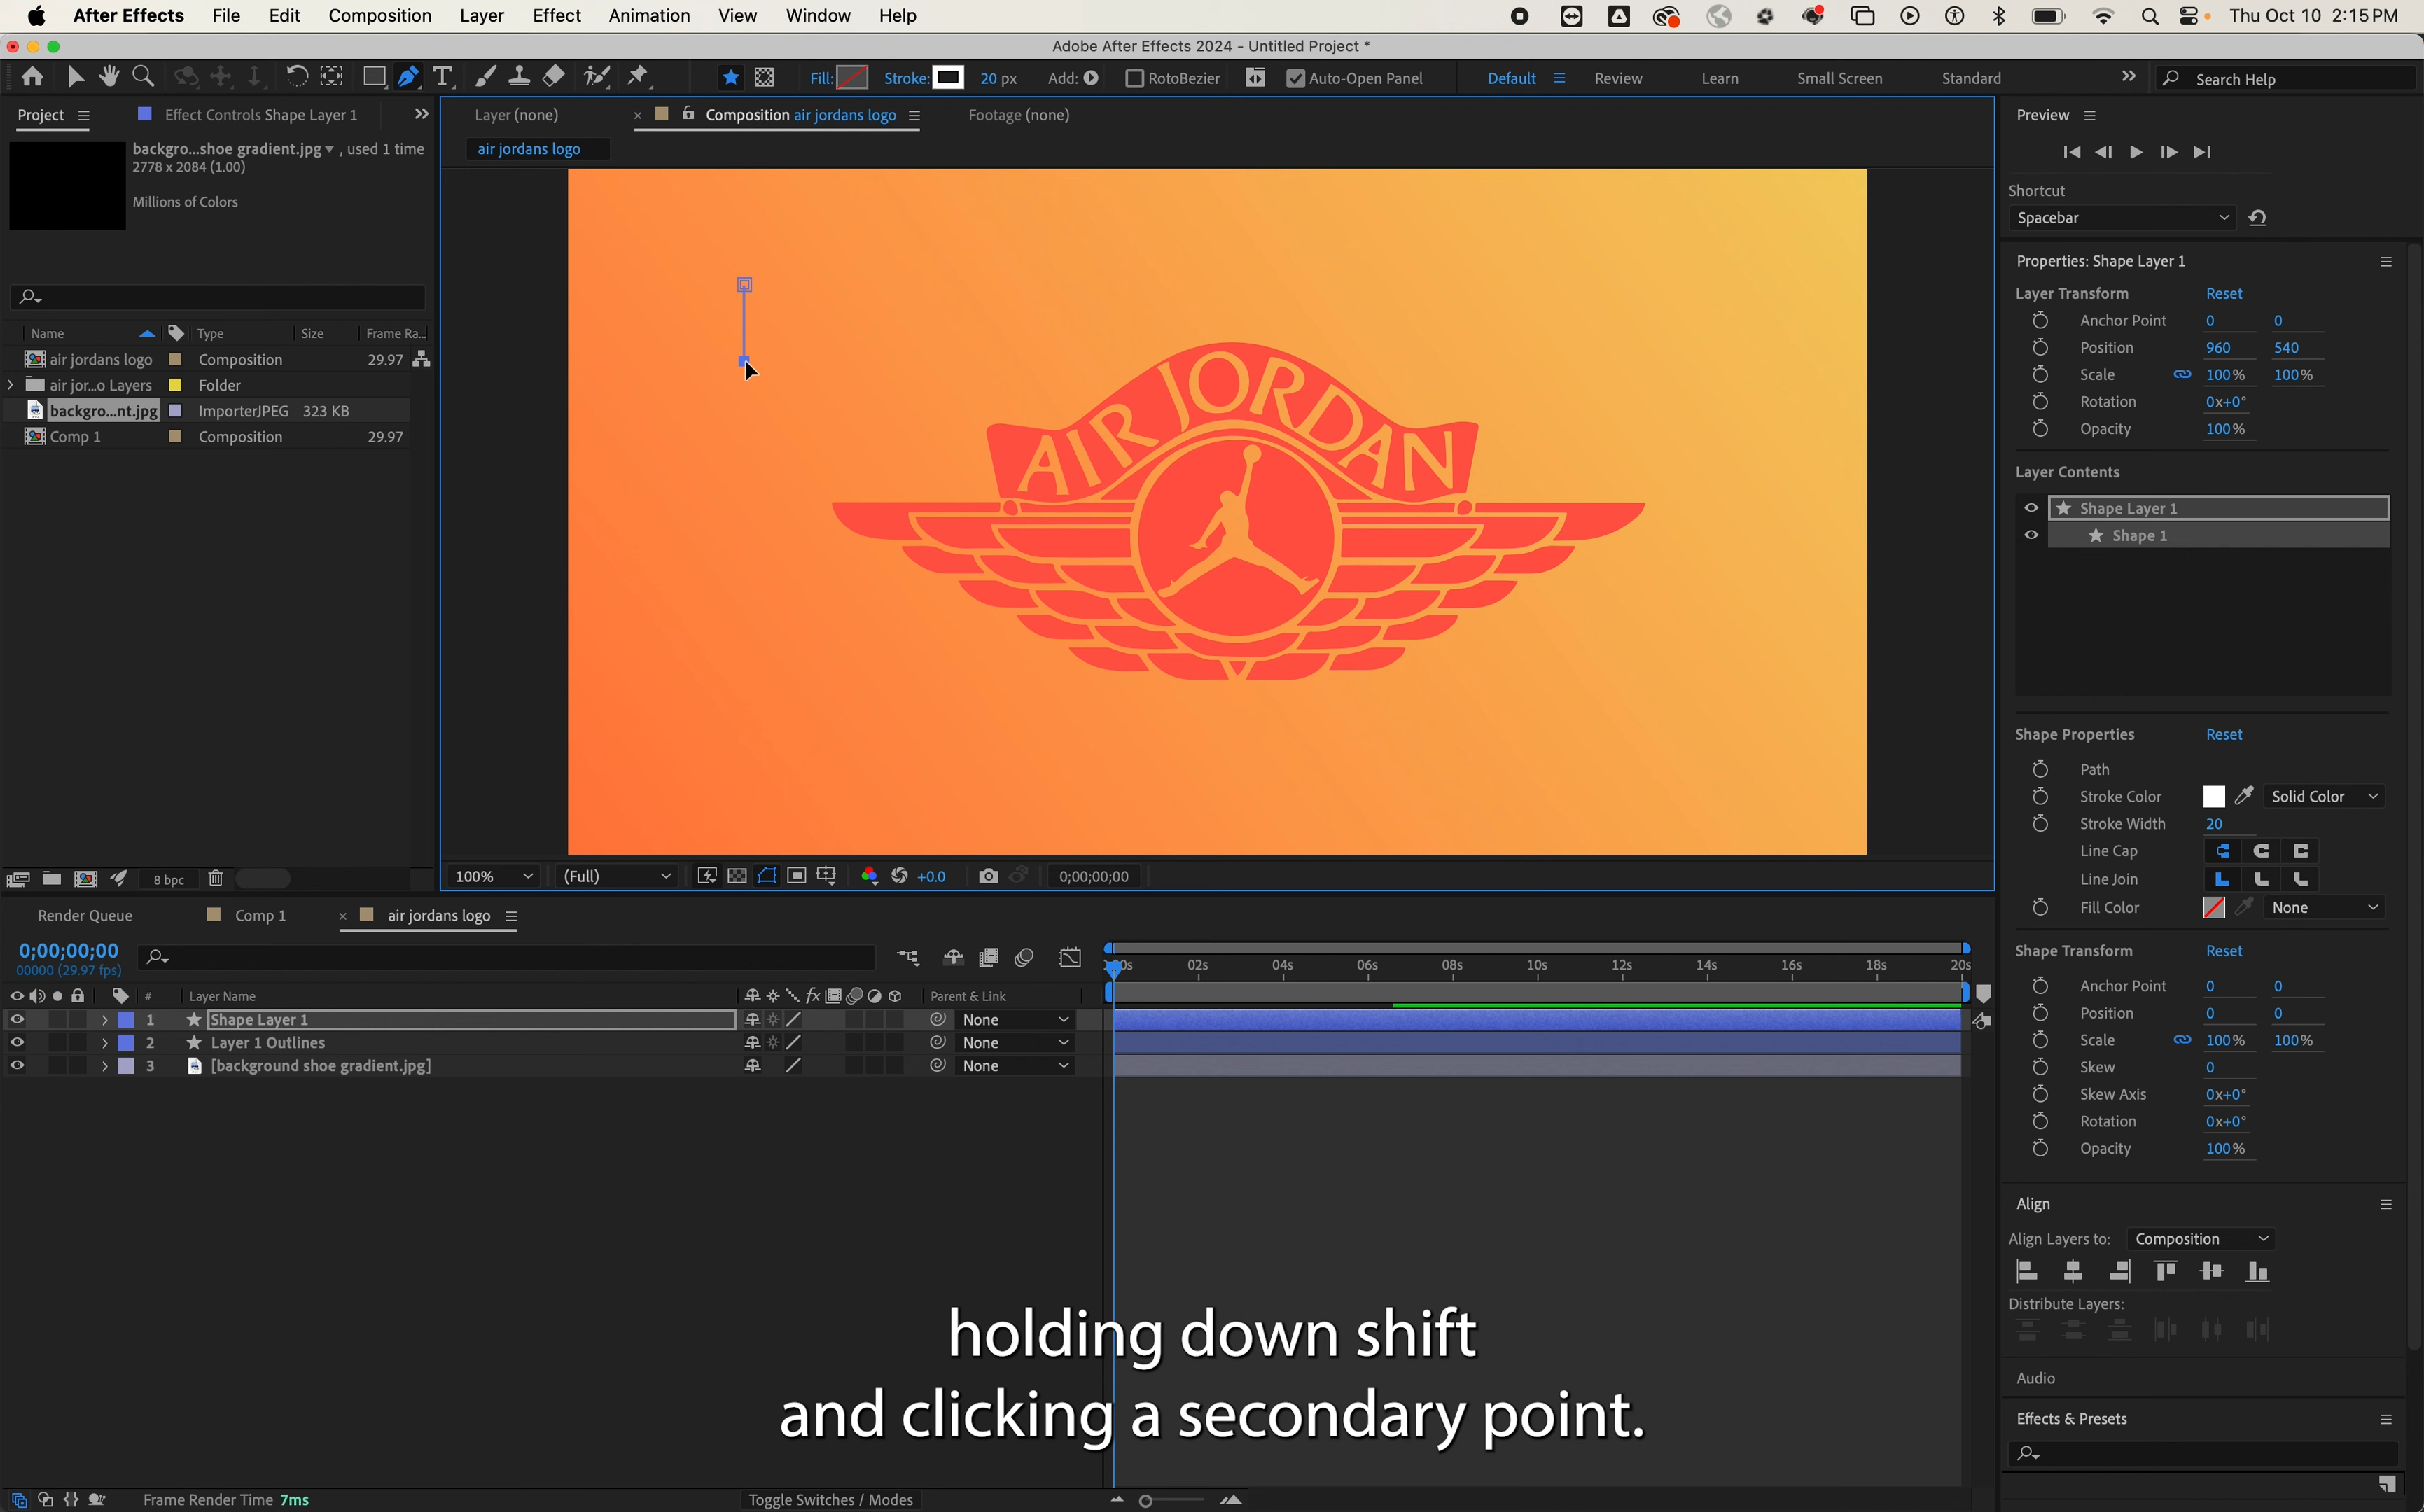 After Effects File Edit Composition Layer Effect Animation View Window Help Thu Oct 10 2:15 PM
Adobe After Effects 2024 - Untitled Project *
Fill: Stroke: 20 px Add: RotoBezier Auto-Open Panel Default Review Learn Small Screen Standard Search Help
Project Effect Controls Shape Layer 1
backgro...shoe gradient.jpg , used 1 time
2778 x 2084 (1.00)
Millions of Colors
Name Type Size Frame Ra...
air jordans logo Composition 29.97
air jor...o Layers Folder
backgro...nt.jpg ImporterJPEG 323 KB
Comp 1 Composition 29.97
8 bpc
Layer (none) Composition air jordans logo Footage (none)
air jordans logo
AIR JORDAN
100% (Full) +0.0 0;00;00;00
Preview
Shortcut
Spacebar
Properties: Shape Layer 1
Layer Transform Reset
Anchor Point 0 0
Position 960 540
Scale 100% 100%
Rotation 0x+0°
Opacity 100%
Layer Contents
Shape Layer 1
Shape 1
Shape Properties Reset
Path
Stroke Color Solid Color
Stroke Width 20
Line Cap
Line Join
Fill Color None
Shape Transform Reset
Anchor Point 0 0
Position 0 0
Scale 100% 100%
Skew 0
Skew Axis 0x+0°
Rotation 0x+0°
Opacity 100%
Align
Align Layers to: Composition
Distribute Layers:
Audio
Effects & Presets
Render Queue Comp 1 air jordans logo
0;00;00;00
00000 (29.97 fps)
02s 04s 06s 08s 10s 12s 14s 16s 18s 20s
# Layer Name fx Parent & Link
1 Shape Layer 1 None
2 Layer 1 Outlines None
3 [background shoe gradient.jpg] None
holding down shift
and clicking a secondary point.
Frame Render Time 7ms Toggle Switches / Modes